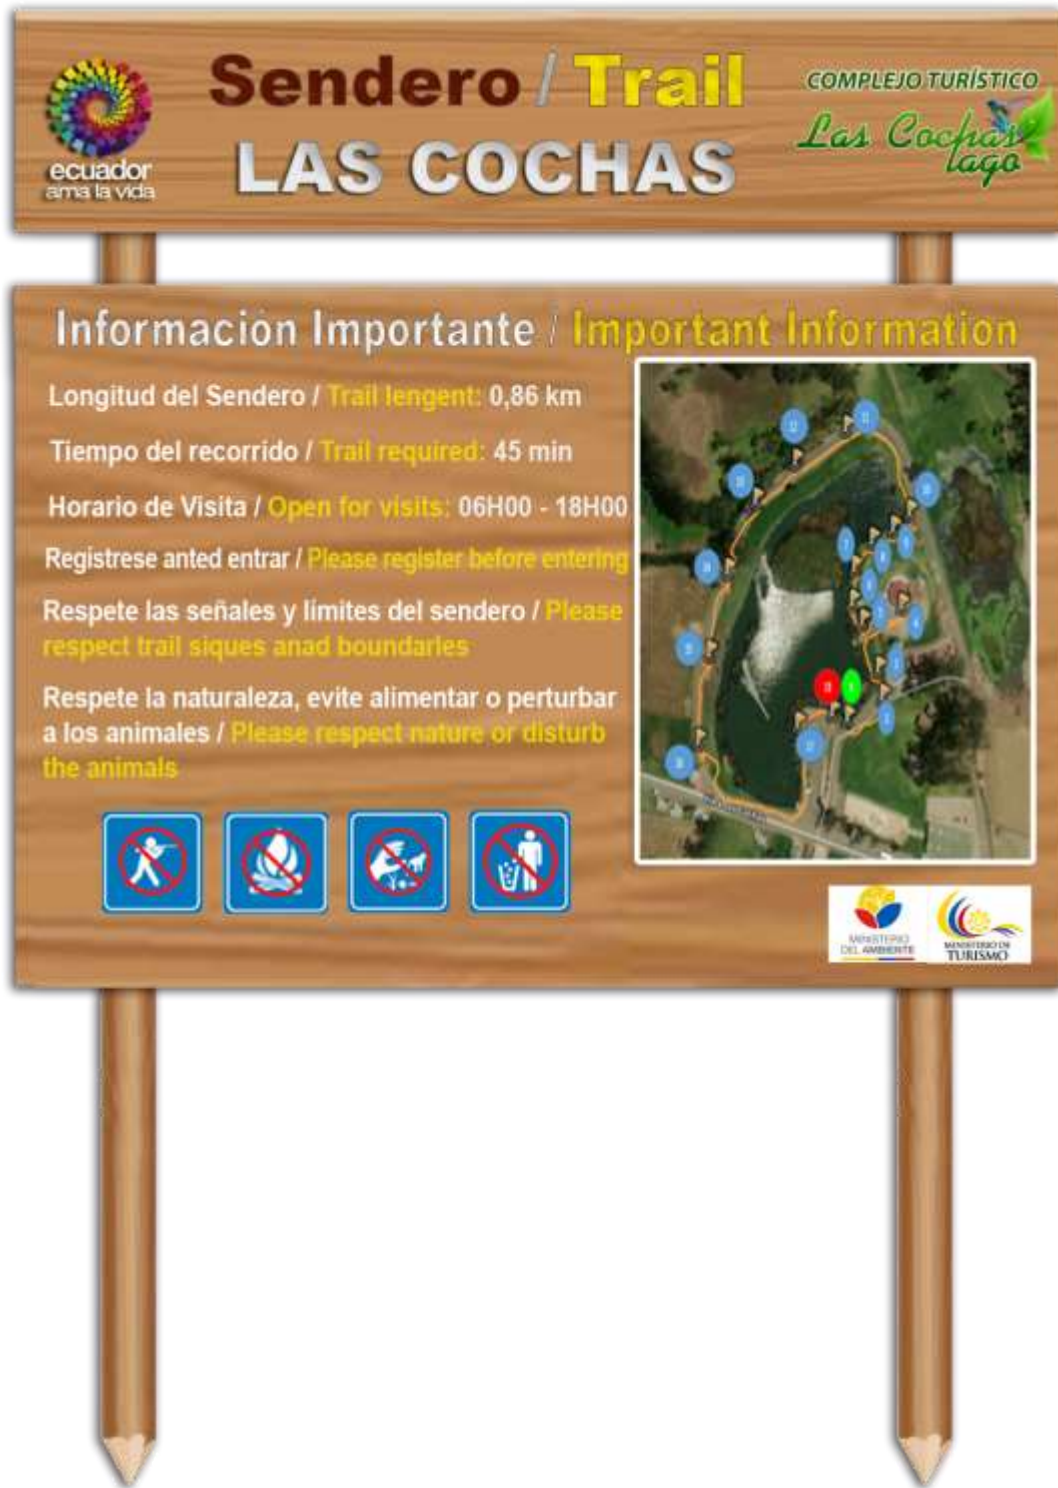 Sendero / Trail
LAS COCHAS
ecuador
ama la vida
COMPLEJO TURÍSTICO
Las Cochas
lago
Información Importante / Important Information
Longitud del Sendero / Trail lengent: 0,86 km
Tiempo del recorrido / Trail required: 45 min
Horario de Visita / Open for visits: 06H00 - 18H00
Registrese anted entrar / Please register before entering
Respete las señales y limites del sendero / Please
respect trail siques anad boundaries
Respete la naturaleza, evite alimentar o perturbar
a los animales / Please respect nature or disturb
the animals
MINISTERIO
DEL AMBIENTE
MINISTERIO DE
TURISMO